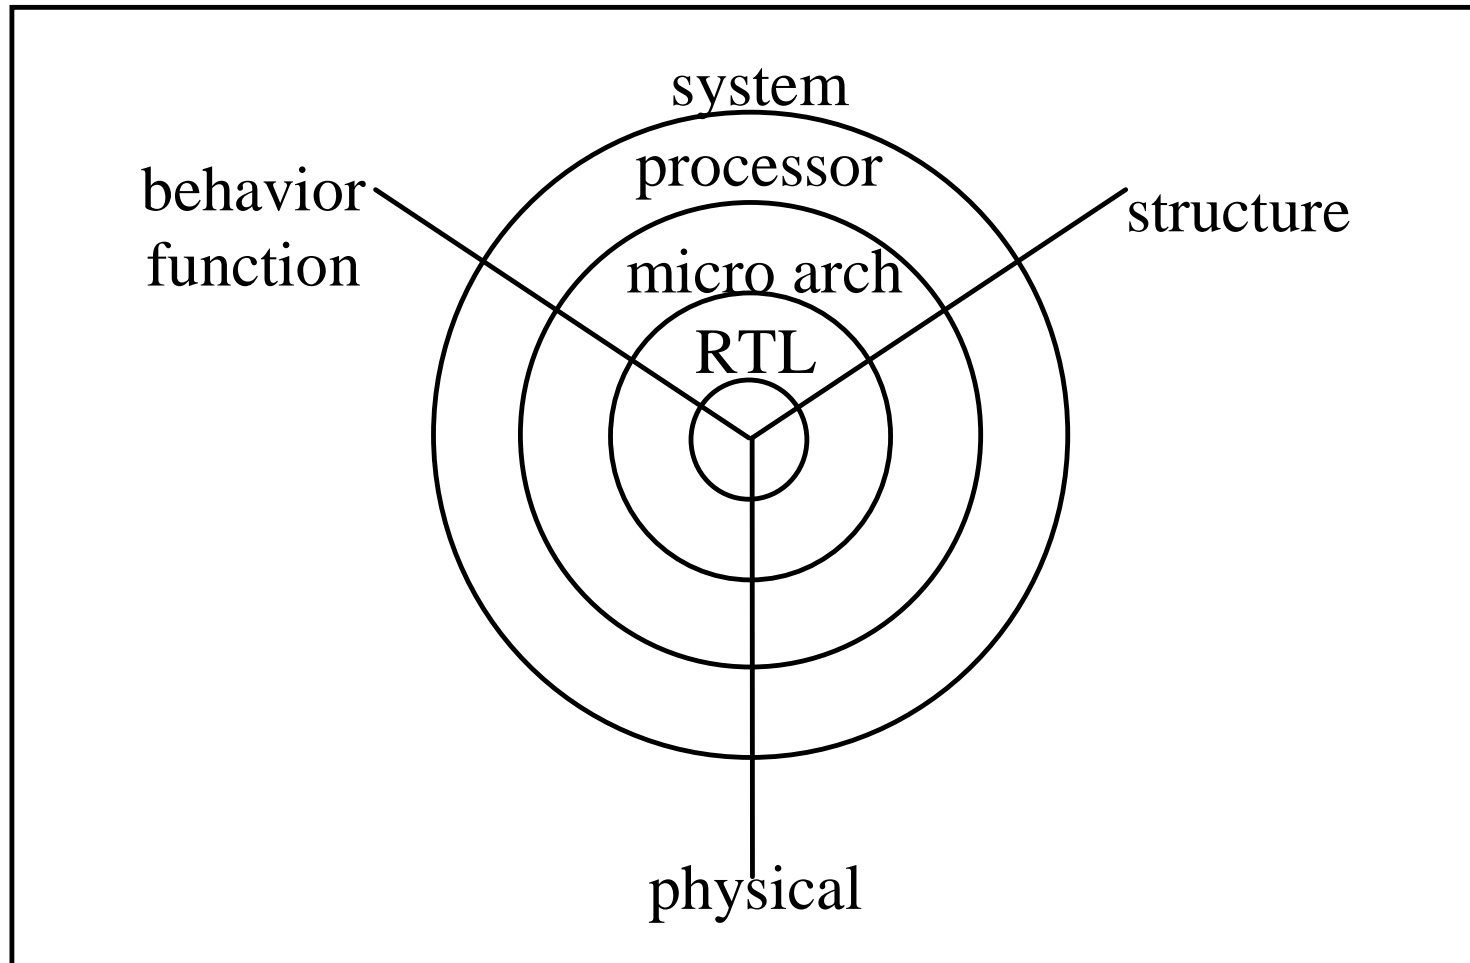 system
processor
behavior
function
structure
micro arch
RTL
physical